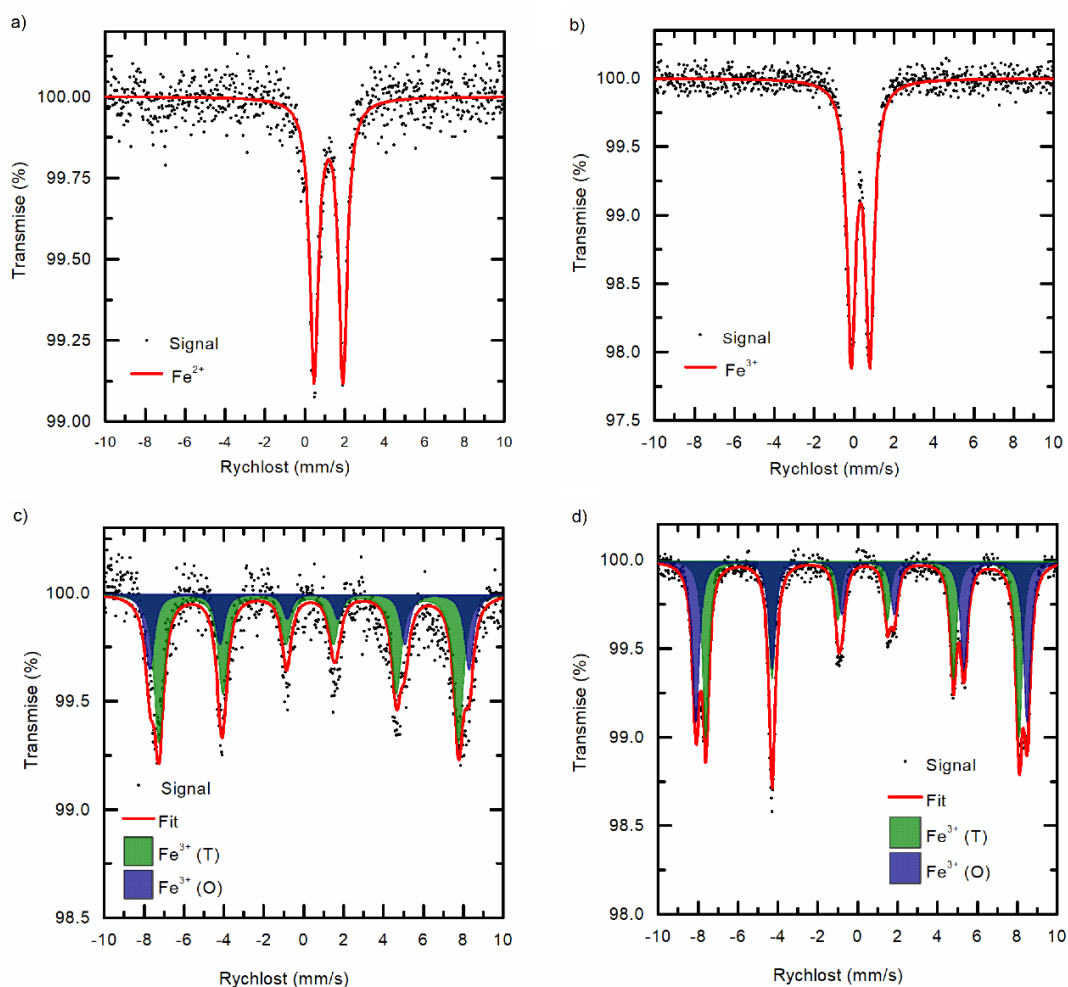 a)
Transmise (%)
100.00
99.75
99.50
99.25
99.00
Signal
Fe²⁺
-10 -8 -6 -4 -2 0 2 4 6 8 10
Rychlost (mm/s)
b)
Transmise (%)
100.0
99.5
99.0
98.5
98.0
97.5
Signal
Fe³⁺
-10 -8 -6 -4 -2 0 2 4 6 8 10
Rychlost (mm/s)
c)
Transmise (%)
100.0
99.5
99.0
98.5
Signal
Fit
Fe³⁺ (T)
Fe³⁺ (O)
-10 -8 -6 -4 -2 0 2 4 6 8 10
Rychlost (mm/s)
d)
Transmise (%)
100.0
99.5
99.0
98.5
98.0
Signal
Fit
Fe³⁺ (T)
Fe³⁺ (O)
-10 -8 -6 -4 -2 0 2 4 6 8 10
Rychlost (mm/s)